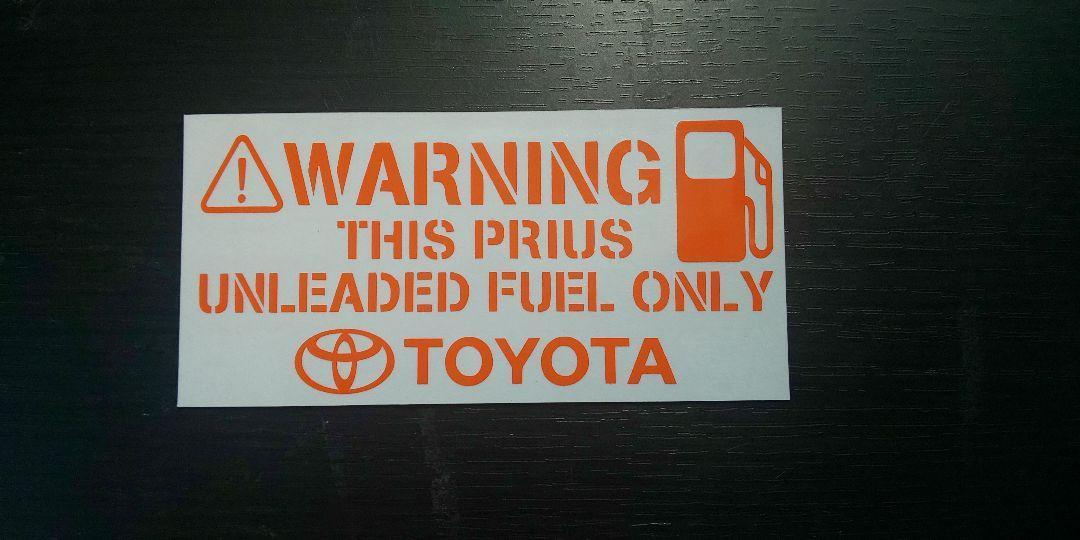 WARNING
THIS PRIUS
UNLEADED FUEL ONLY
TOYOTA